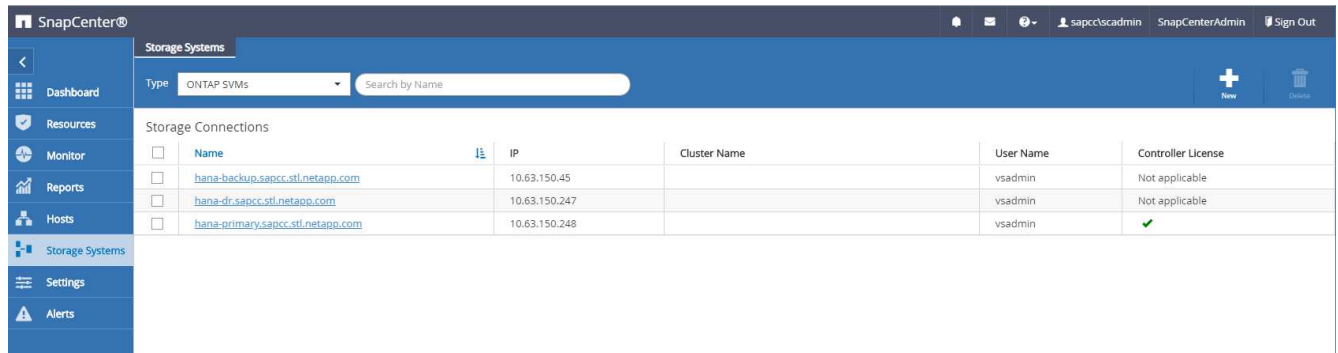 SnapCenter®
sapcc\scadmin SnapCenterAdmin Sign Out
Storage Systems
Type ONTAP SVMs Search by Name
New Delete
Dashboard
Resources
Monitor
Reports
Hosts
Storage Systems
Settings
Alerts
Storage Connections
Name IP Cluster Name User Name Controller License
hana-backup.sapcc.stl.netapp.com 10.63.150.45 vsadmin Not applicable
hana-dr.sapcc.stl.netapp.com 10.63.150.247 vsadmin Not applicable
hana-primary.sapcc.stl.netapp.com 10.63.150.248 vsadmin